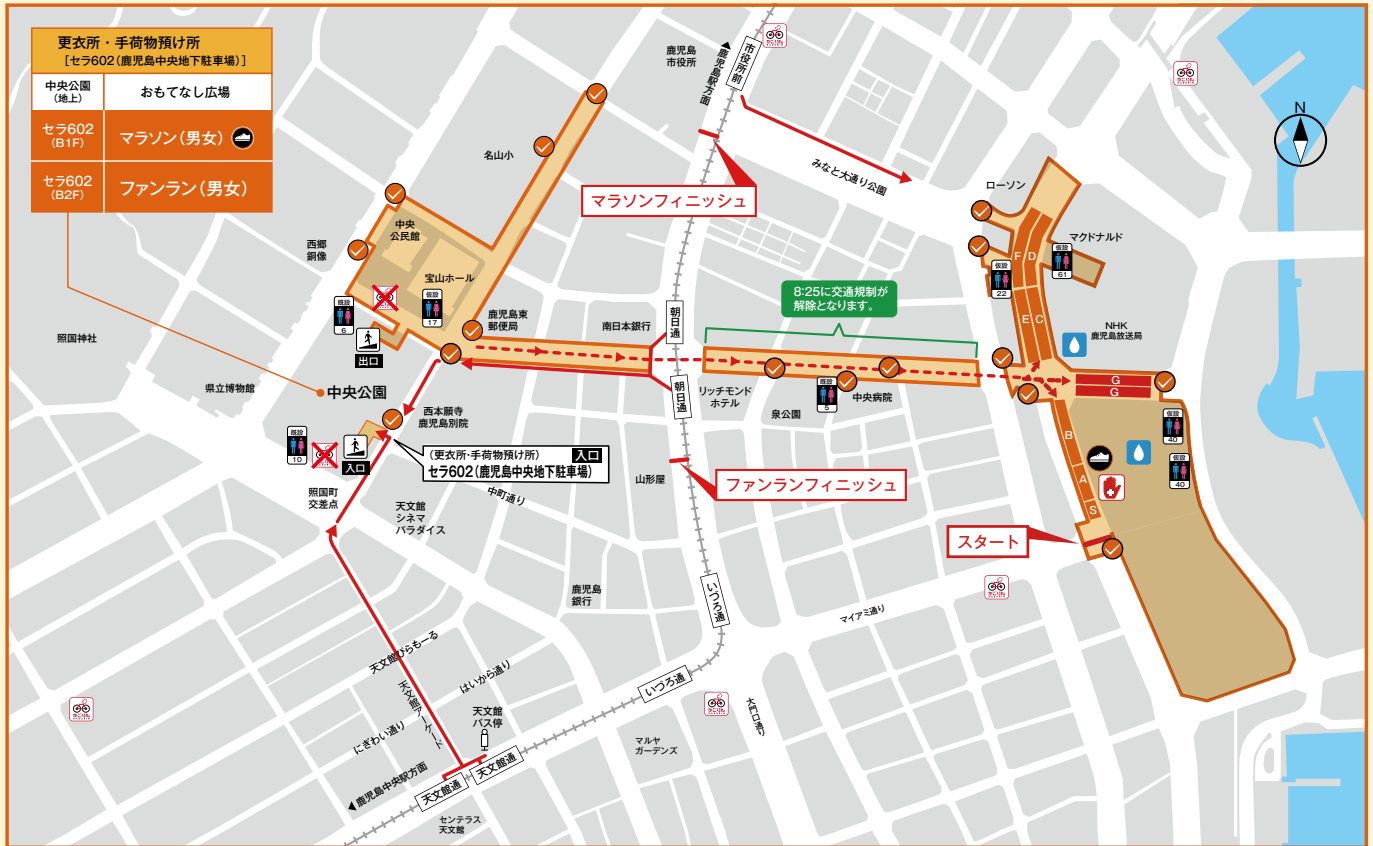 更衣所・手荷物預け所
［セラ602（鹿児島中央地下駐車場）］
中央公園
（地上）
おもてなし広場
セラ602
（B1F）
マラソン（男女）
セラ602
（B2F）
ファンラン（男女）
鹿児島
市役所
▲鹿児島駅方面
市役所前
N
名山小
みなと大通り公園
ローソン
マラソンフィニッシュ
中央
公民館
西郷
銅像
宝山ホール
マクドナルド
F
D
仮設
61
仮設
22
E
C
既設
6
仮設
17
出口
鹿児島東
郵便局
南日本銀行
朝日通
8:25に交通規制が
解除となります。
NHK
鹿児島放送局
照国神社
県立博物館
中央公園
朝日通
リッチモンド
ホテル
泉公園
既設
5
中央病院
G
G
西本願寺
鹿児島別院
既設
10
入口
（更衣所・手荷物預け所）
入口
セラ602（鹿児島中央地下駐車場）
B
A
S
仮設
40
仮設
40
山形屋
ファンランフィニッシュ
中町通り
照国町
交差点
天文館
シネマ
パラダイス
スタート
鹿児島
銀行
いづろ通
マイアミ通り
天文館ぴらもーる
はいから通り
天文館アーケード
にぎわい通り
いづろ通
天文館
バス停
大門口通り
マルヤ
ガーデンズ
天文館通
天文館通
▲鹿児島中央駅方面
センテラス
天文館